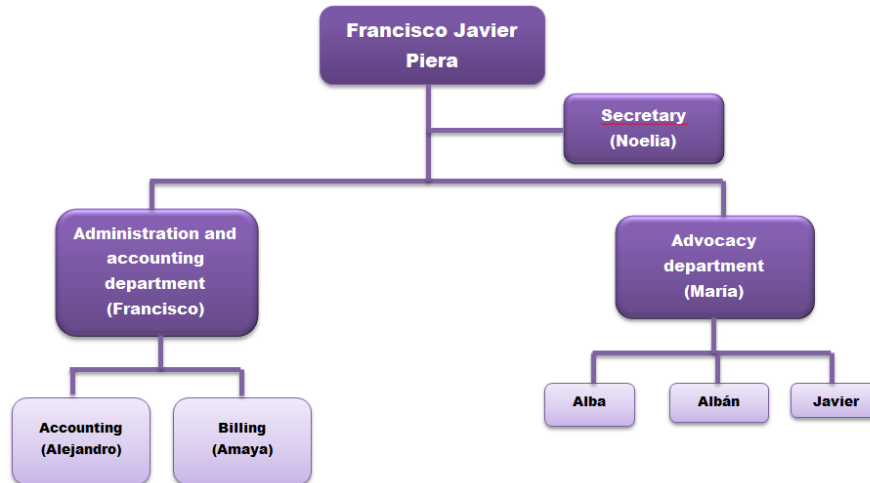 Francisco Javier
Piera
Secretary
(Noelia)
Administration and
accounting
department
(Francisco)
Advocacy
department
(María)
Accounting
(Alejandro)
Billing
(Amaya)
Alba
Albán
Javier